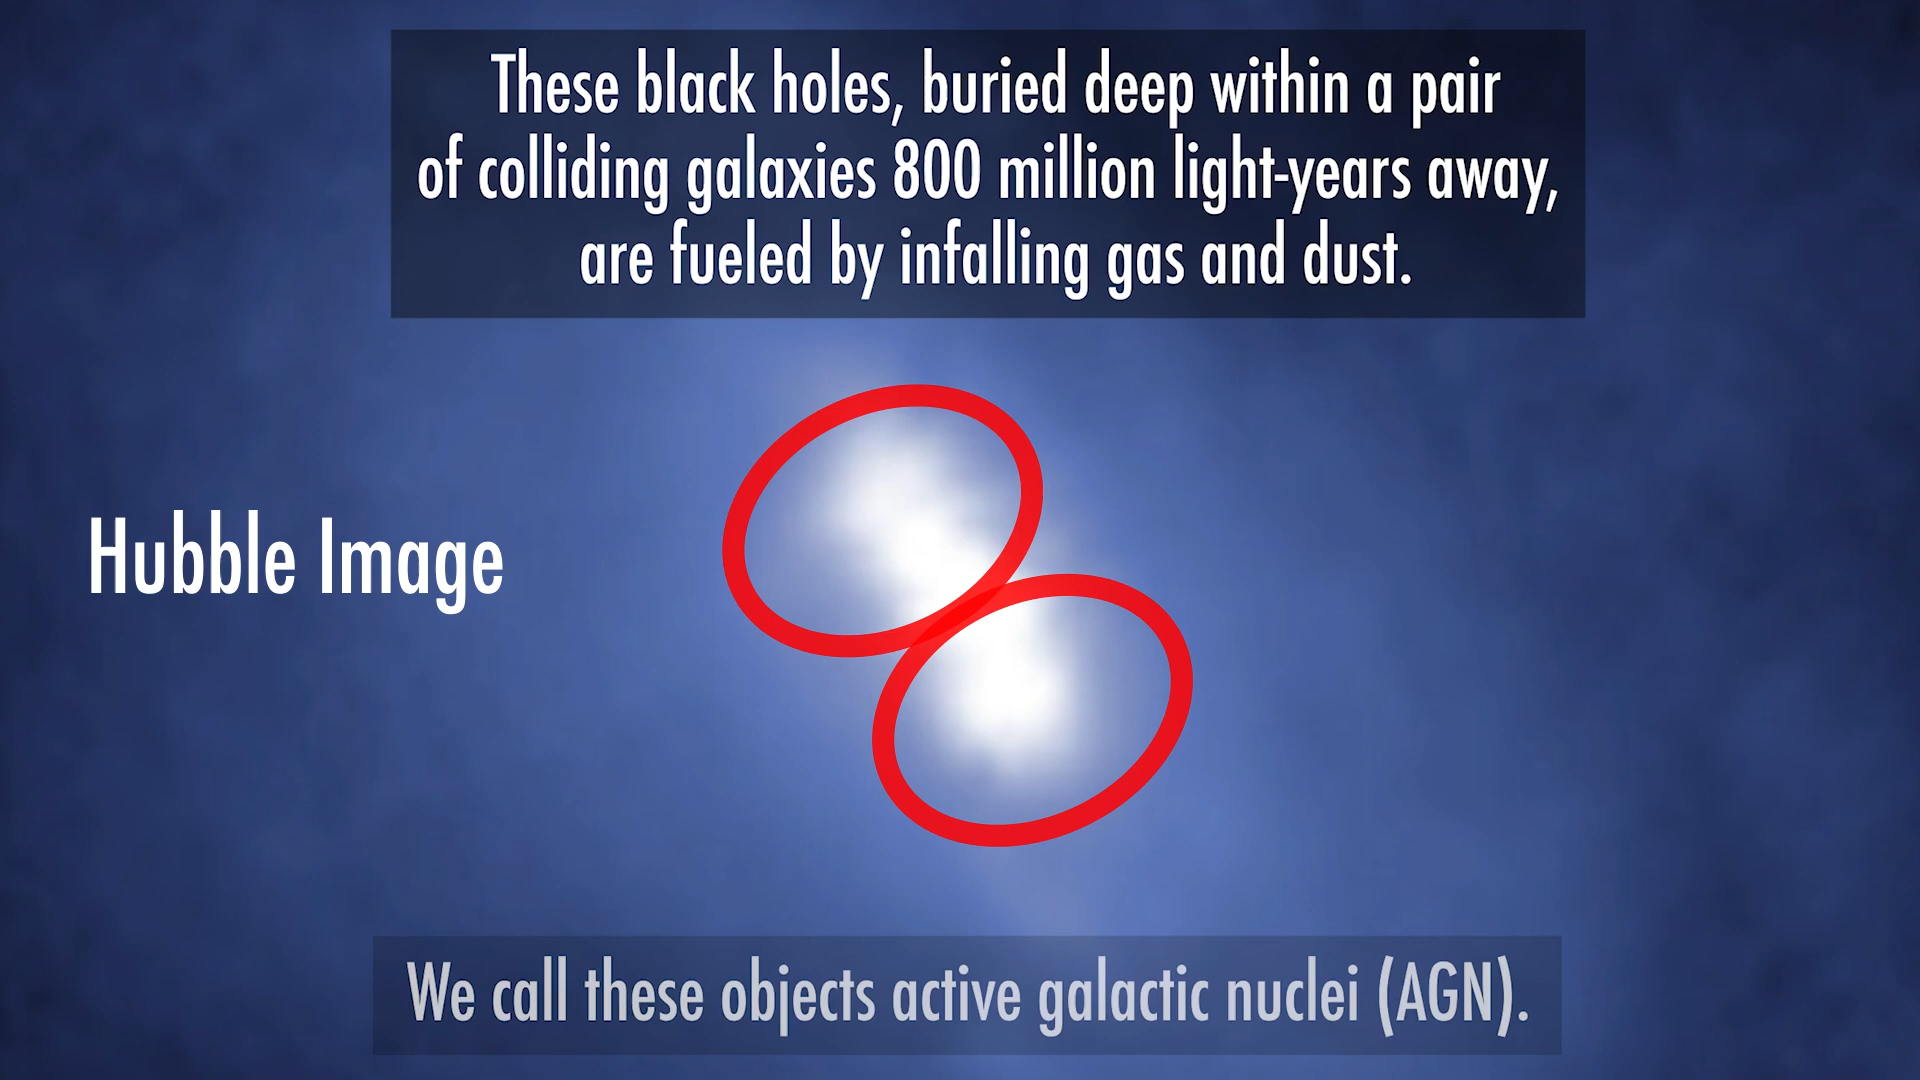 These black holes, buried deep within a pair
of colliding galaxies 800 million light-years away,
are fueled by infalling gas and dust.
Hubble Image
We call these objects active galactic nuclei (AGN).